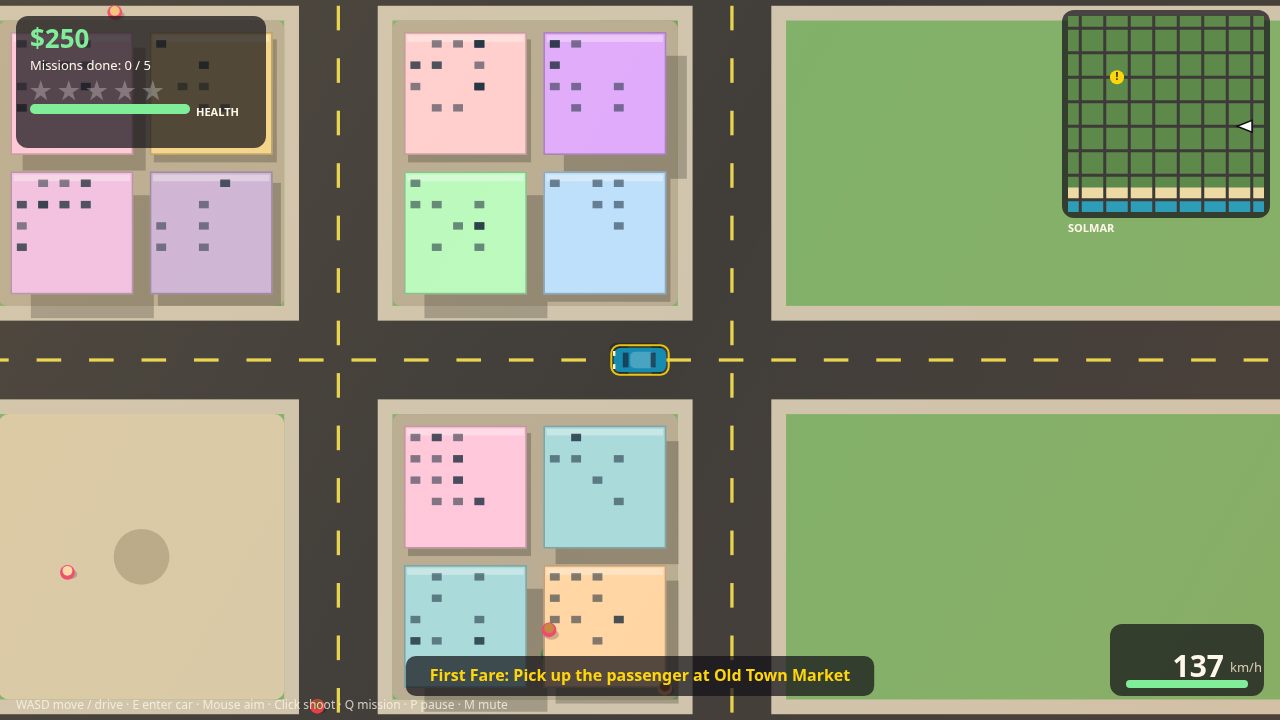 $250
Missions done: 0 / 5
HEALTH
!
SOLMAR
First Fare: Pick up the passenger at Old Town Market
137 km/h
WASD move / drive · E enter car · Mouse aim · Click shoot · Q mission · P pause · M mute